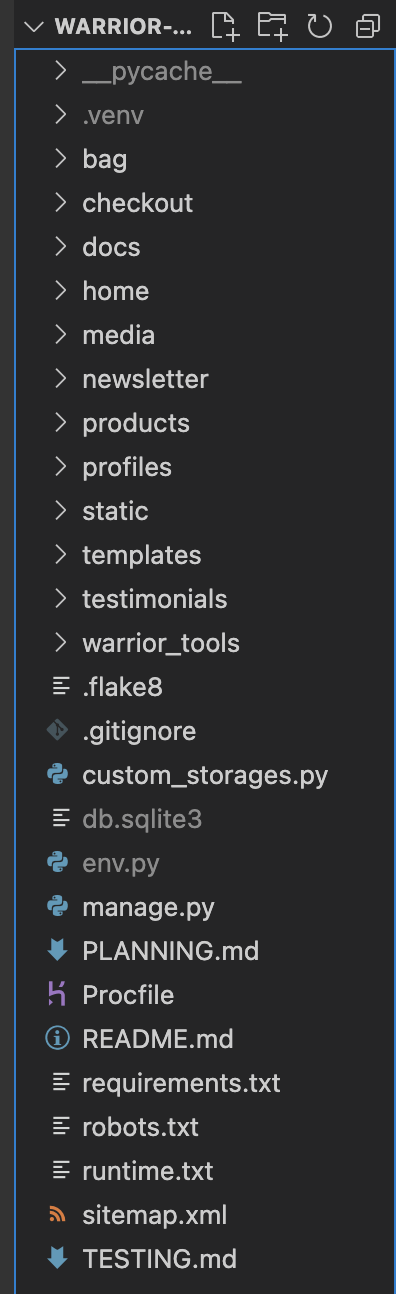 WARRIOR-...
__pycache__
.venv
bag
checkout
docs
home
media
newsletter
products
profiles
static
templates
testimonials
warrior_tools
.flake8
.gitignore
custom_storages.py
db.sqlite3
env.py
manage.py
PLANNING.md
Procfile
README.md
requirements.txt
robots.txt
runtime.txt
sitemap.xml
TESTING.md